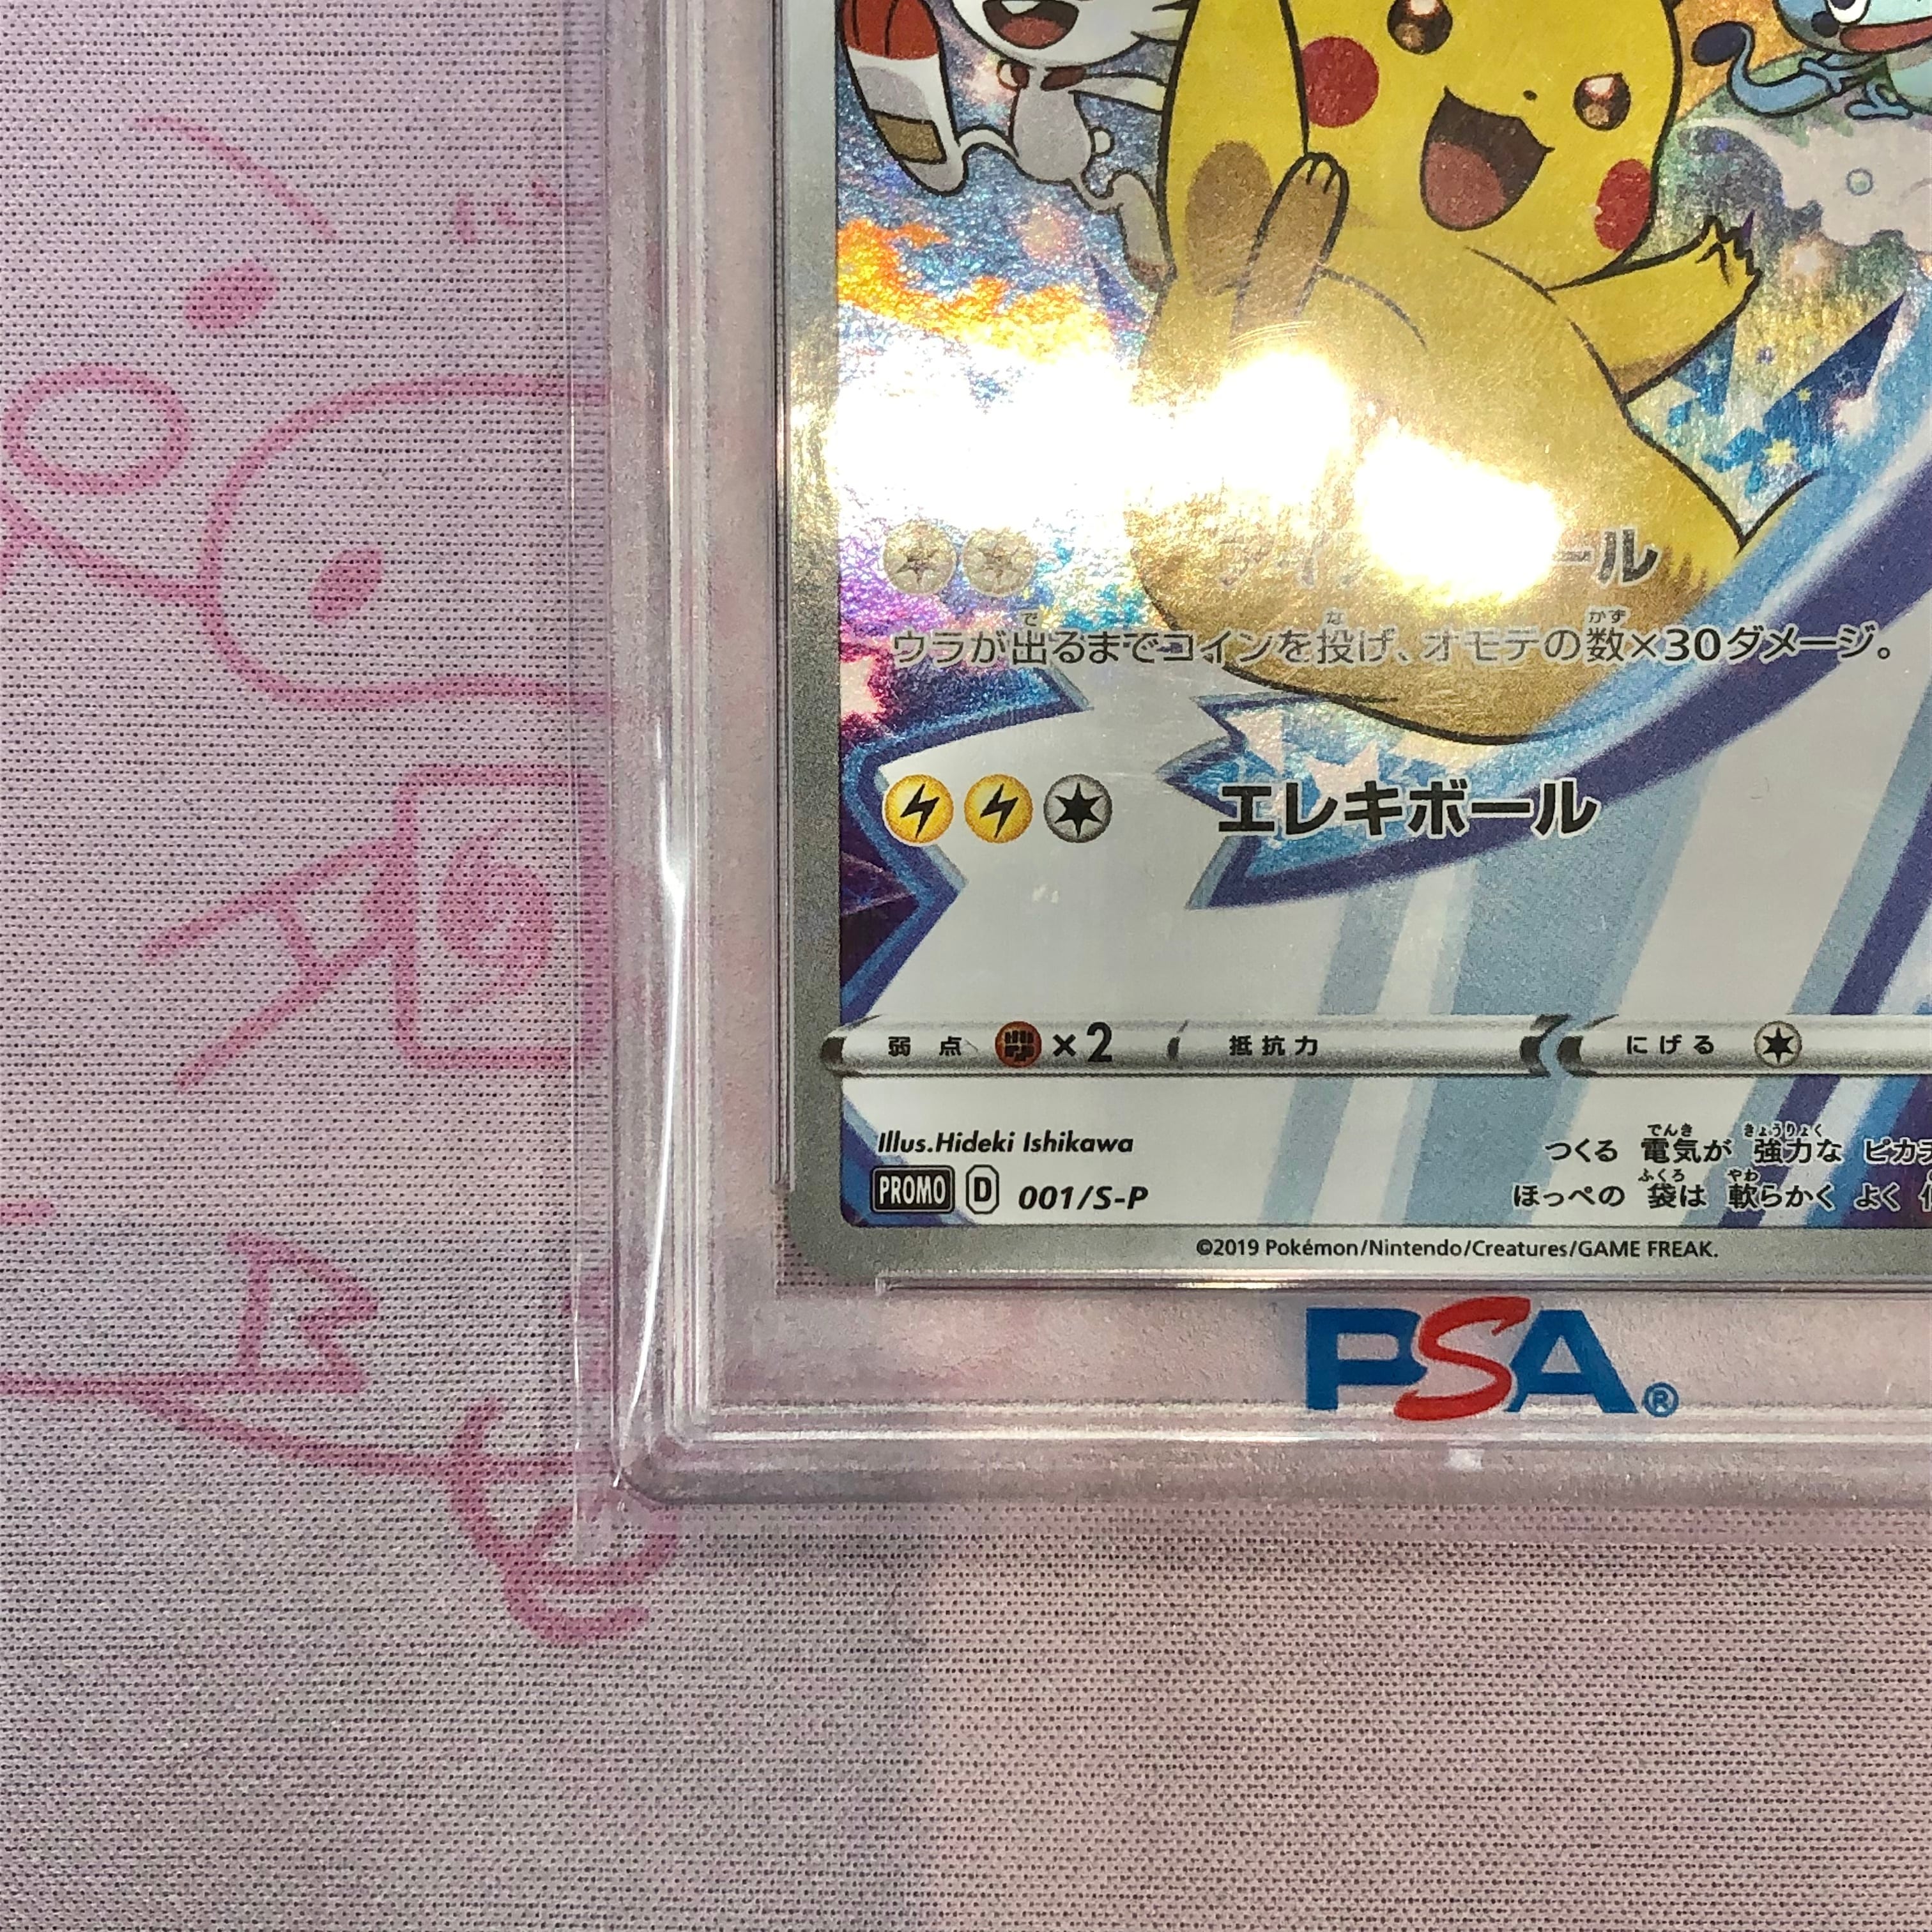 ール
ウラが出るまでコインを投げ、オモテの数×30ダメージ。
エレキボール
弱点 ×2 抵抗力 にげる
Illus.Hideki Ishikawa
PROMO D 001/S-P
つくる 電気が 強力な ピカチ
ほっぺの 袋は 軟らかく よく
©2019 Pokémon/Nintendo/Creatures/GAME FREAK.
PSA®